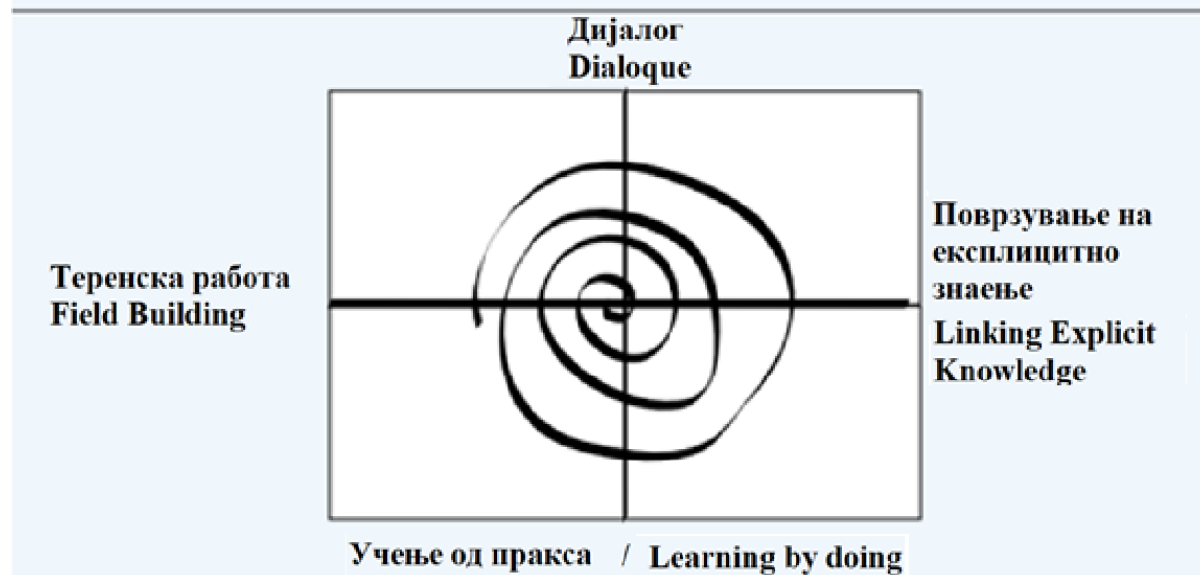 Дијалог
Dialoque
Теренска работа
Field Building
Поврзување на
експлицитно
знаење
Linking Explicit
Knowledge
Учење од пракса / Learning by doing